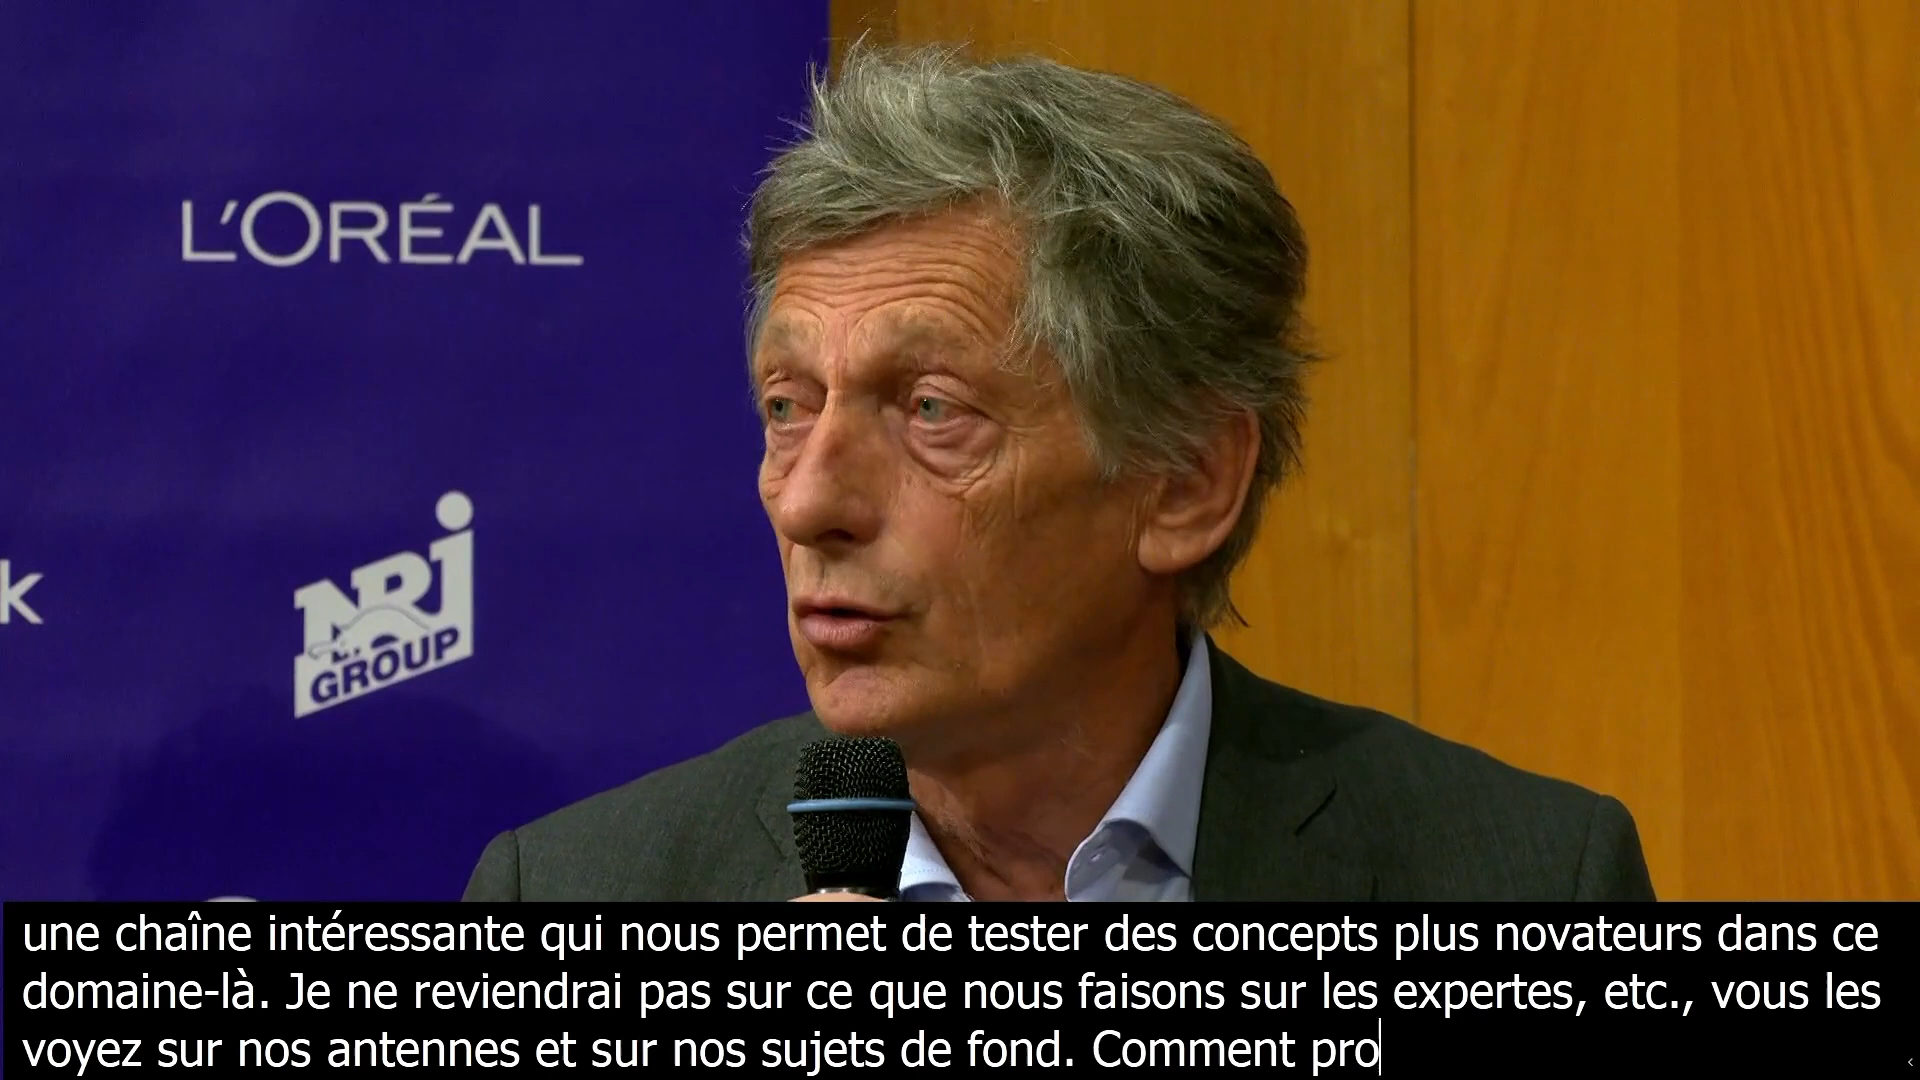 L'ORÉAL
k
NRJ
GROUP
une chaîne intéressante qui nous permet de tester des concepts plus novateurs dans ce
domaine-là. Je ne reviendrai pas sur ce que nous faisons sur les expertes, etc., vous les
voyez sur nos antennes et sur nos sujets de fond. Comment pro